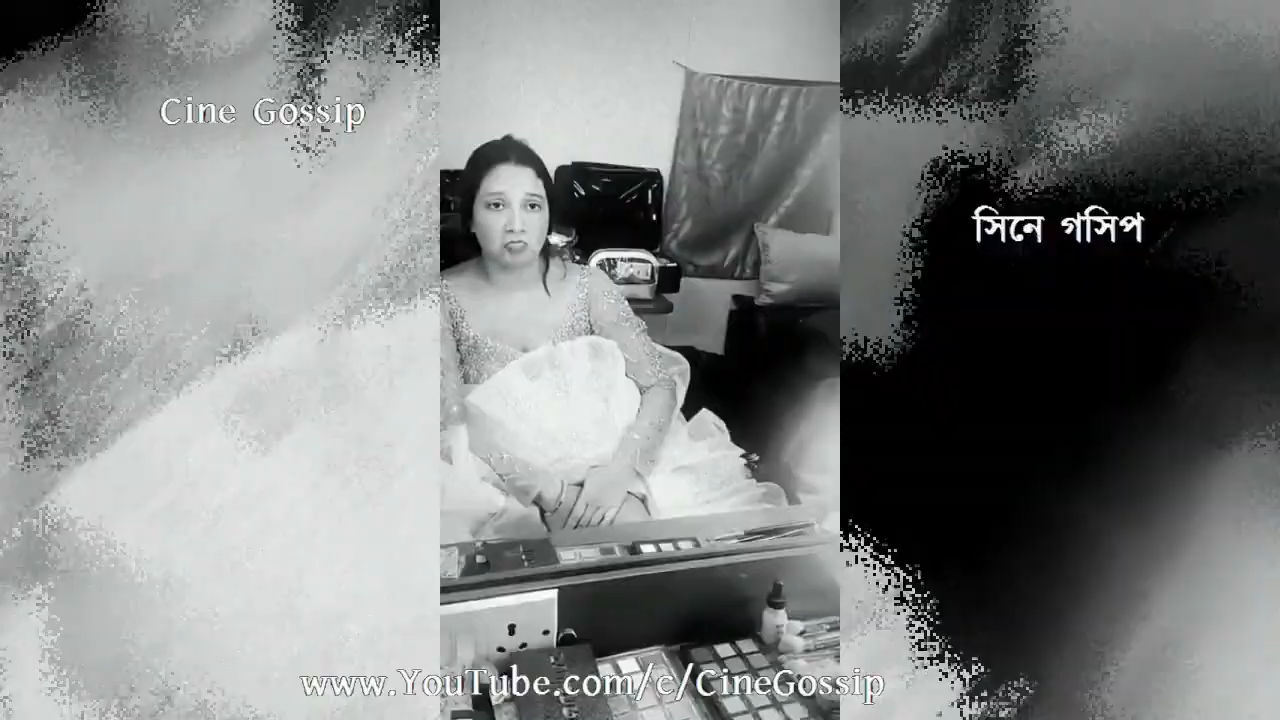 Cine Gossip
সিনে গসিপ
www.YouTube.com/c/CineGossip